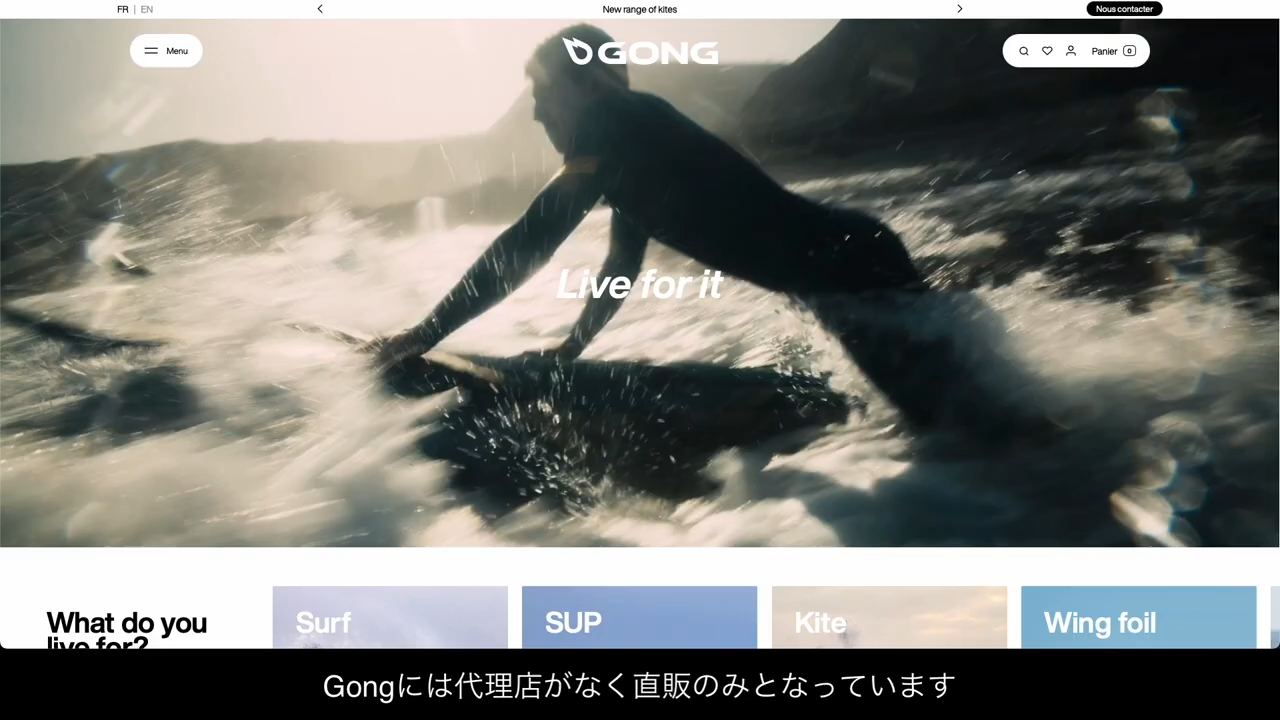 FR | EN
New range of kites
Nous contacter
Menu
GONG
Panier 0
Live for it
What do you
live for?
Surf
SUP
Kite
Wing foil
Gongには代理店がなく直販のみとなっています